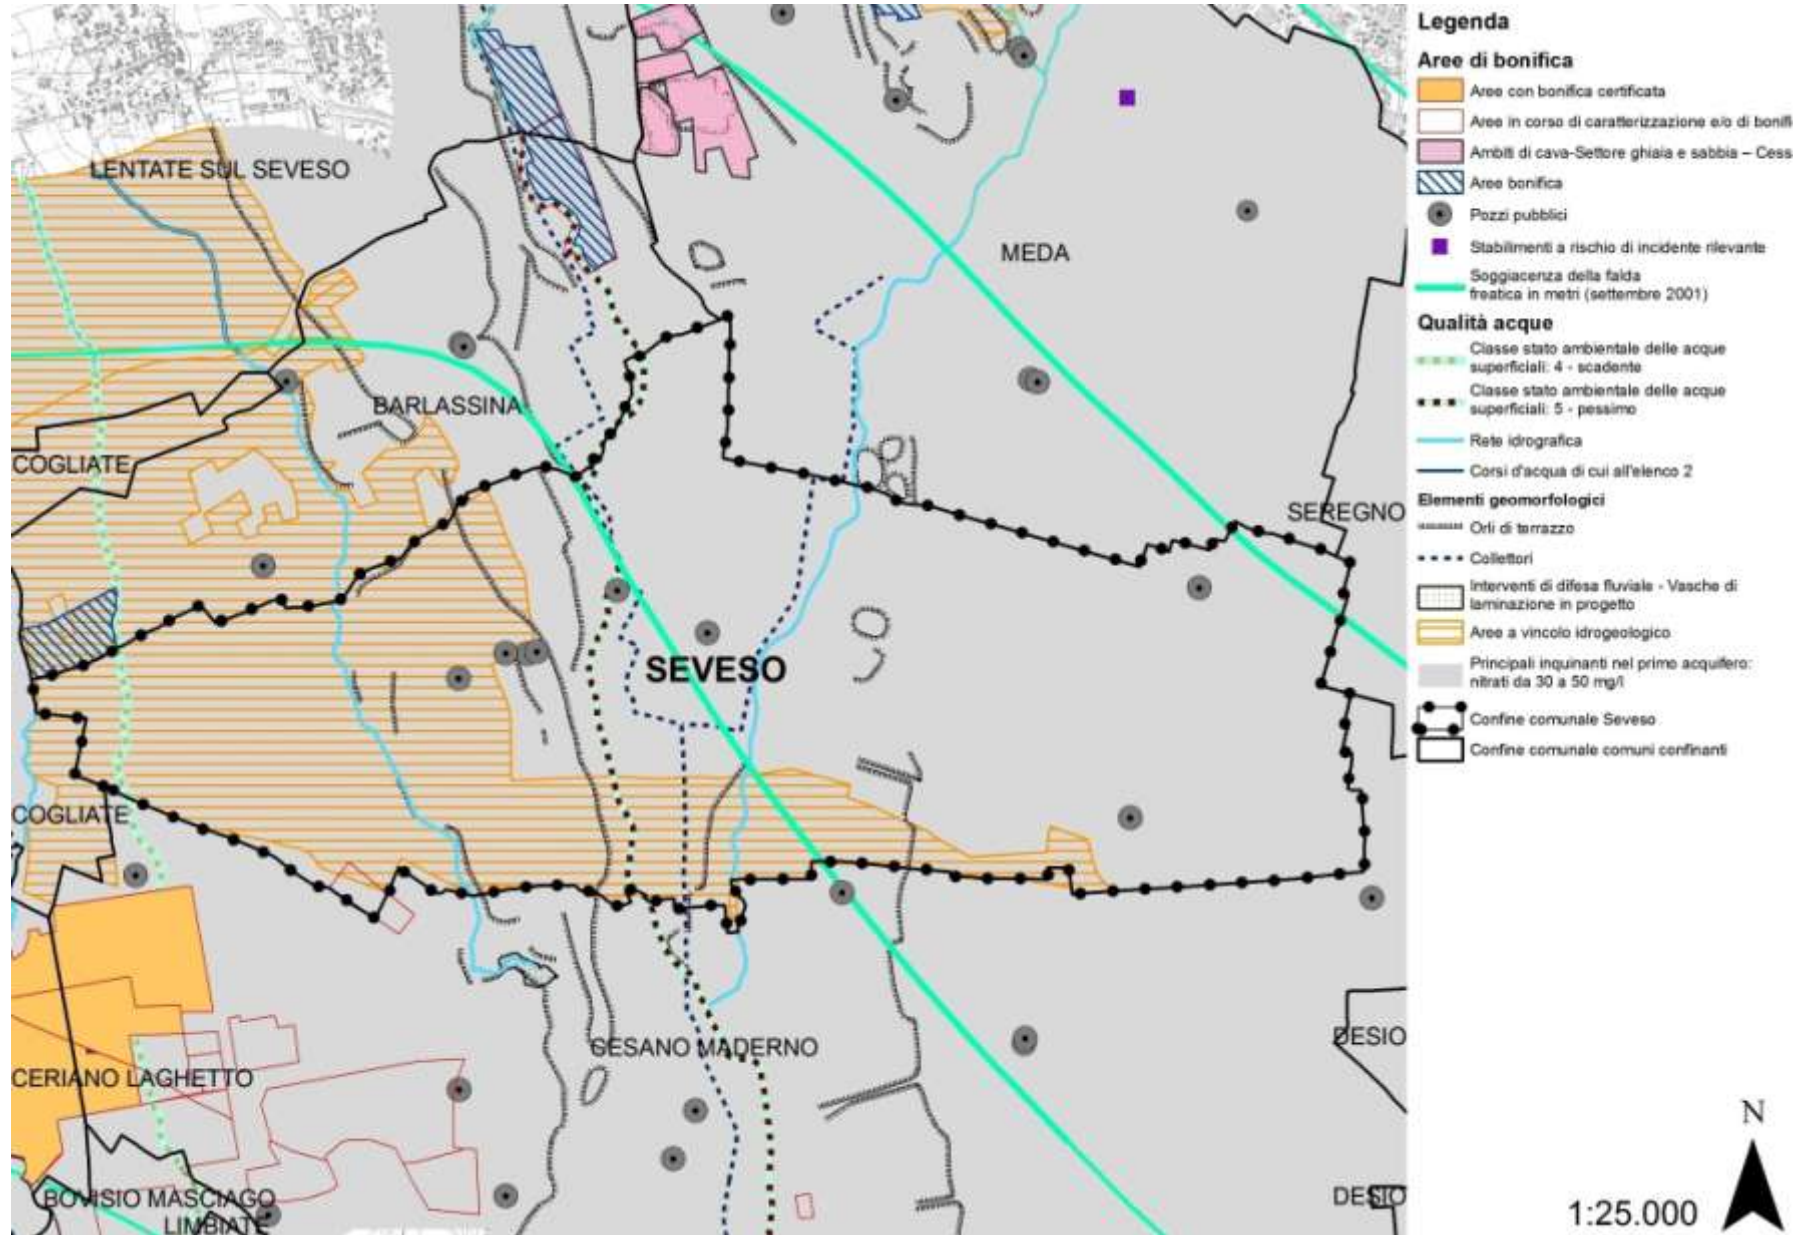 LENTATE SUL SEVESO
MEDA
BARLASSINA
COGLIATE
SEREGNO
SEVESO
COGLIATE
CESANO MADERNO
DESIO
CERIANO LAGHETTO
BOVISIO MASCIAGO
LIMBIATE
DESIO
Legenda
Aree di bonifica
Aree con bonifica certificata
Aree in corso di caratterizzazione e/o di bonifi
Ambiti di cava-Settore ghiaia e sabbia – Cess
Aree bonifica
Pozzi pubblici
Stabilimenti a rischio di incidente rilevante
Soggiacenza della falda
freatica in metri (settembre 2001)
Qualità acque
Classe stato ambientale delle acque
superficiali: 4 - scadente
Classe stato ambientale delle acque
superficiali: 5 - pessimo
Rete idrografica
Corsi d'acqua di cui all'elenco 2
Elementi geomorfologici
Orli di terrazzo
Collettori
Interventi di difesa fluviale - Vasche di
laminazione in progetto
Aree a vincolo idrogeologico
Principali inquinanti nel primo acquifero:
nitrati da 30 a 50 mg/l
Confine comunale Seveso
Confine comunale comuni confinanti
N
1:25.000